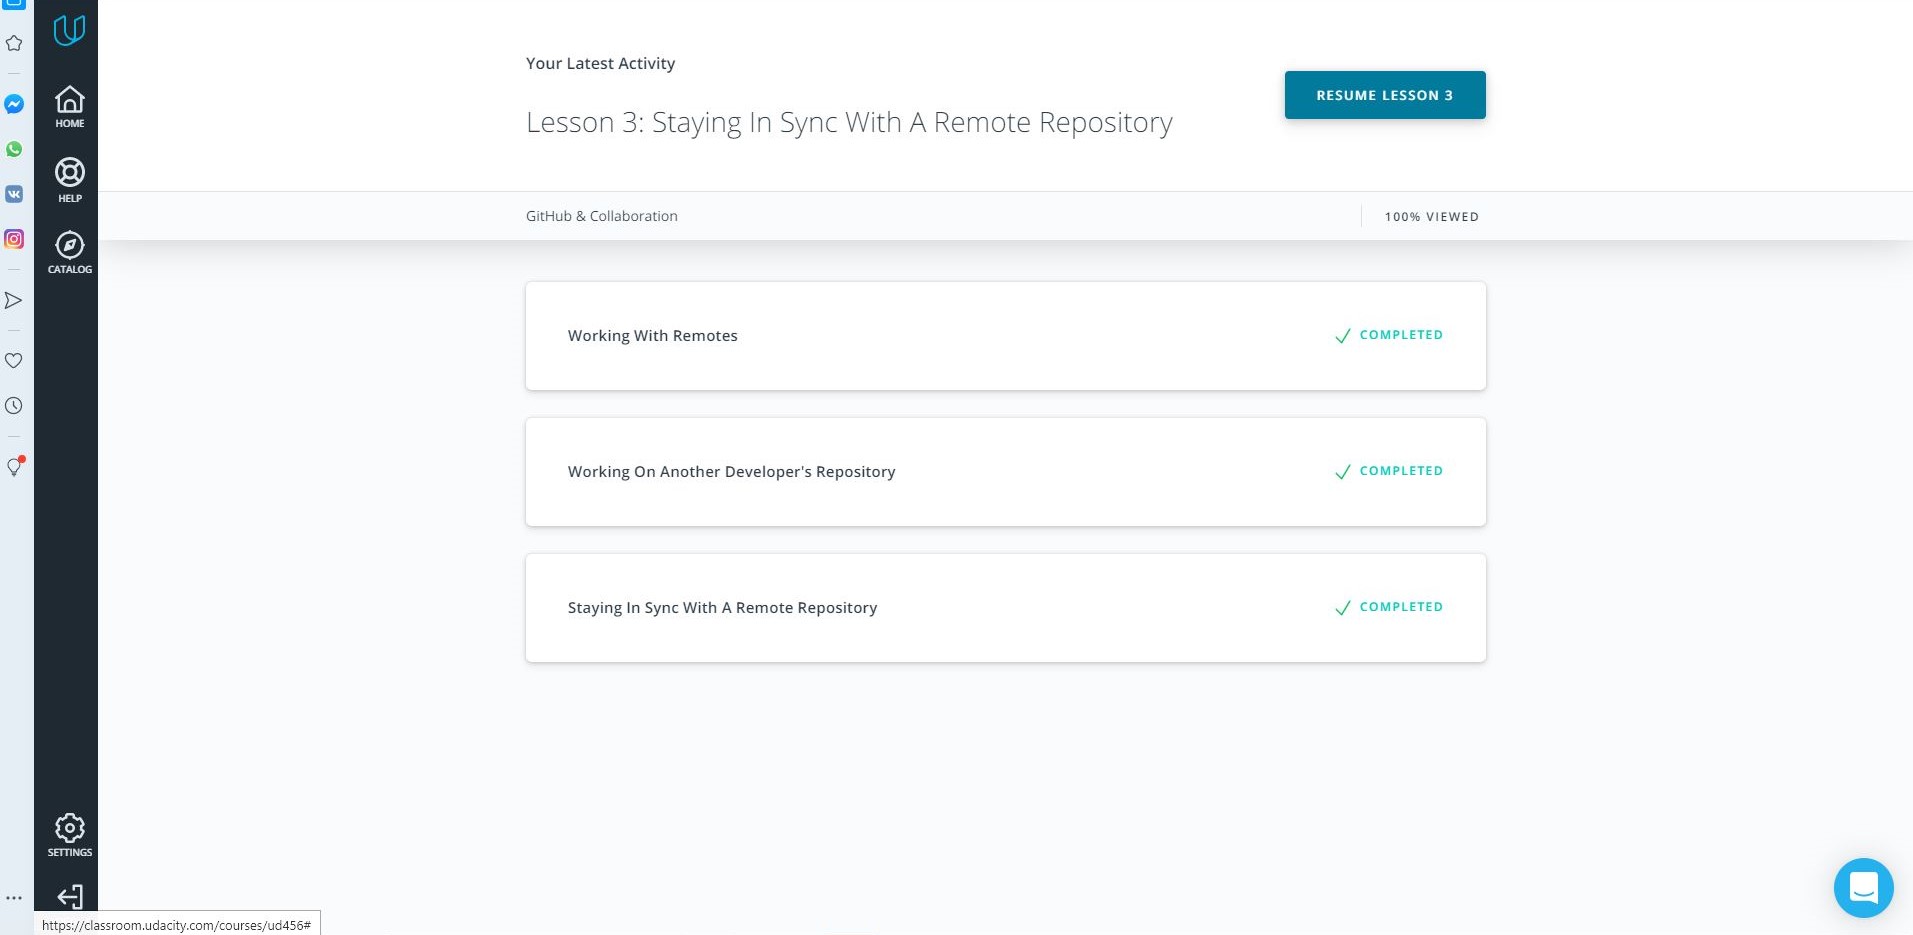 HOME
HELP
CATALOG
SETTINGS
Your Latest Activity
Lesson 3: Staying In Sync With A Remote Repository
RESUME LESSON 3
GitHub & Collaboration
100% VIEWED
Working With Remotes
COMPLETED
Working On Another Developer's Repository
COMPLETED
Staying In Sync With A Remote Repository
COMPLETED
https://classroom.udacity.com/courses/ud456#